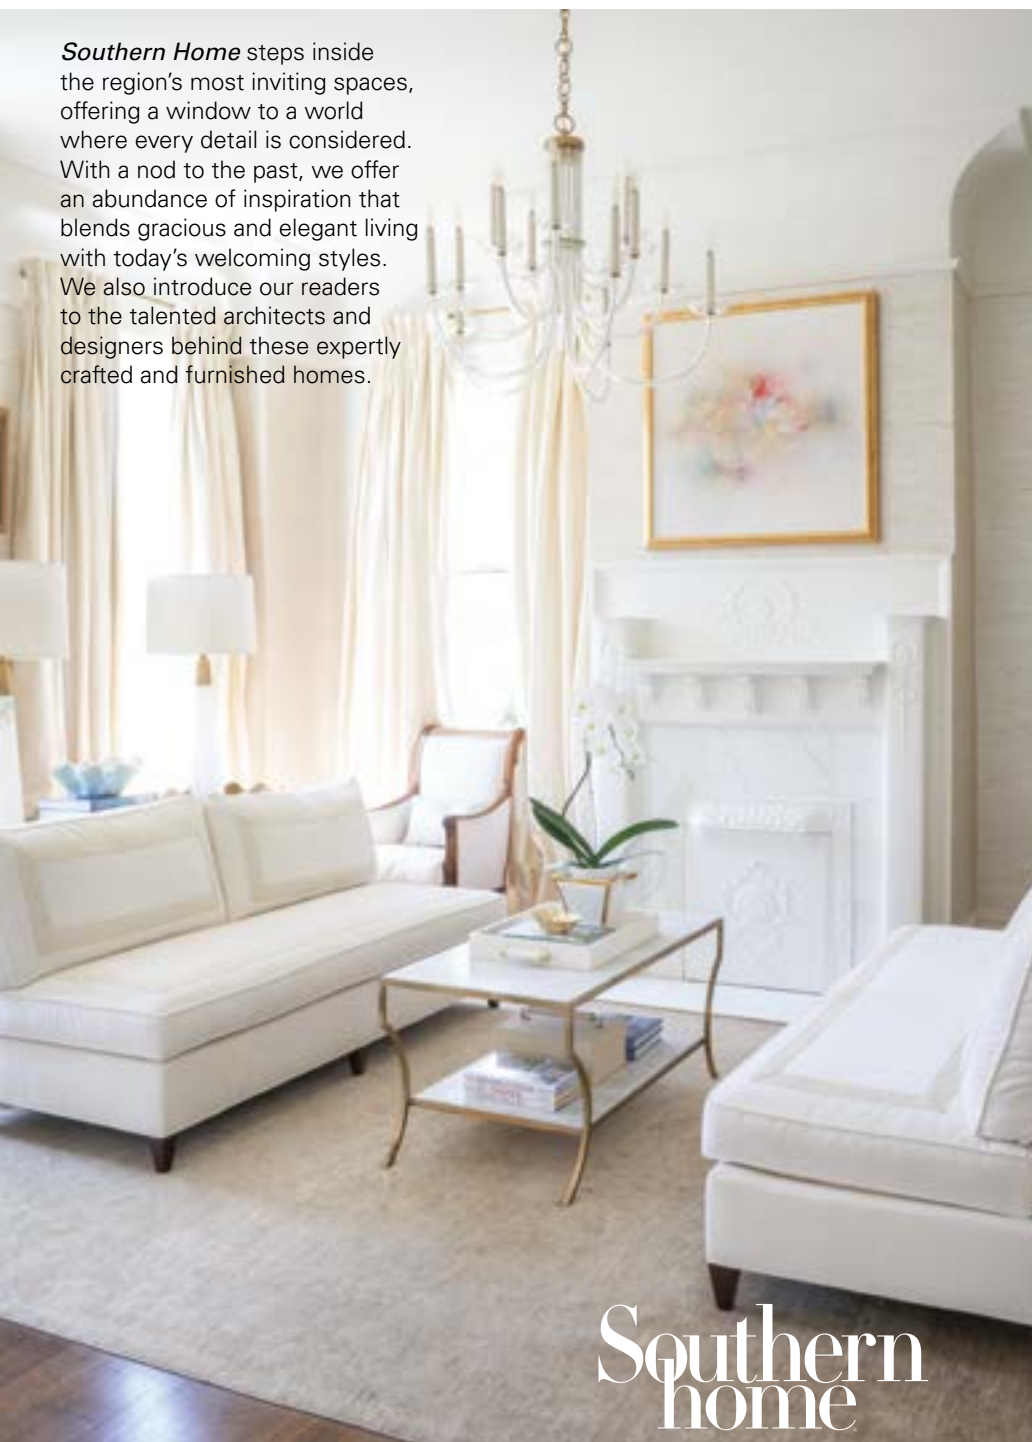 Southern Home steps inside
the region’s most inviting spaces,
offering a window to a world
where every detail is considered.
With a nod to the past, we offer
an abundance of inspiration that
blends gracious and elegant living
with today’s welcoming styles.
We also introduce our readers
to the talented architects and
designers behind these expertly
crafted and furnished homes.
Southern
home